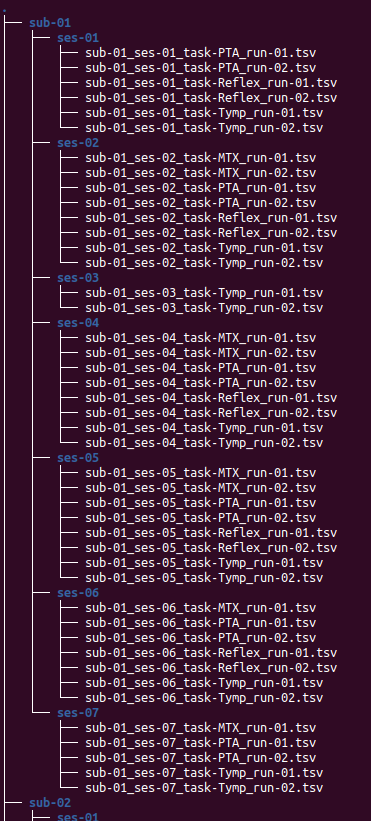 .
sub-01
ses-01
sub-01_ses-01_task-PTA_run-01.tsv
sub-01_ses-01_task-PTA_run-02.tsv
sub-01_ses-01_task-Reflex_run-01.tsv
sub-01_ses-01_task-Reflex_run-02.tsv
sub-01_ses-01_task-Tymp_run-01.tsv
sub-01_ses-01_task-Tymp_run-02.tsv
ses-02
sub-01_ses-02_task-MTX_run-01.tsv
sub-01_ses-02_task-MTX_run-02.tsv
sub-01_ses-02_task-PTA_run-01.tsv
sub-01_ses-02_task-PTA_run-02.tsv
sub-01_ses-02_task-Reflex_run-01.tsv
sub-01_ses-02_task-Reflex_run-02.tsv
sub-01_ses-02_task-Tymp_run-01.tsv
sub-01_ses-02_task-Tymp_run-02.tsv
ses-03
sub-01_ses-03_task-Tymp_run-01.tsv
sub-01_ses-03_task-Tymp_run-02.tsv
ses-04
sub-01_ses-04_task-MTX_run-01.tsv
sub-01_ses-04_task-MTX_run-02.tsv
sub-01_ses-04_task-PTA_run-01.tsv
sub-01_ses-04_task-PTA_run-02.tsv
sub-01_ses-04_task-Reflex_run-01.tsv
sub-01_ses-04_task-Reflex_run-02.tsv
sub-01_ses-04_task-Tymp_run-01.tsv
sub-01_ses-04_task-Tymp_run-02.tsv
ses-05
sub-01_ses-05_task-MTX_run-01.tsv
sub-01_ses-05_task-MTX_run-02.tsv
sub-01_ses-05_task-PTA_run-01.tsv
sub-01_ses-05_task-PTA_run-02.tsv
sub-01_ses-05_task-Reflex_run-01.tsv
sub-01_ses-05_task-Reflex_run-02.tsv
sub-01_ses-05_task-Tymp_run-01.tsv
sub-01_ses-05_task-Tymp_run-02.tsv
ses-06
sub-01_ses-06_task-MTX_run-01.tsv
sub-01_ses-06_task-PTA_run-01.tsv
sub-01_ses-06_task-PTA_run-02.tsv
sub-01_ses-06_task-Reflex_run-01.tsv
sub-01_ses-06_task-Reflex_run-02.tsv
sub-01_ses-06_task-Tymp_run-01.tsv
sub-01_ses-06_task-Tymp_run-02.tsv
ses-07
sub-01_ses-07_task-MTX_run-01.tsv
sub-01_ses-07_task-PTA_run-01.tsv
sub-01_ses-07_task-PTA_run-02.tsv
sub-01_ses-07_task-Tymp_run-01.tsv
sub-01_ses-07_task-Tymp_run-02.tsv
sub-02
ses-01